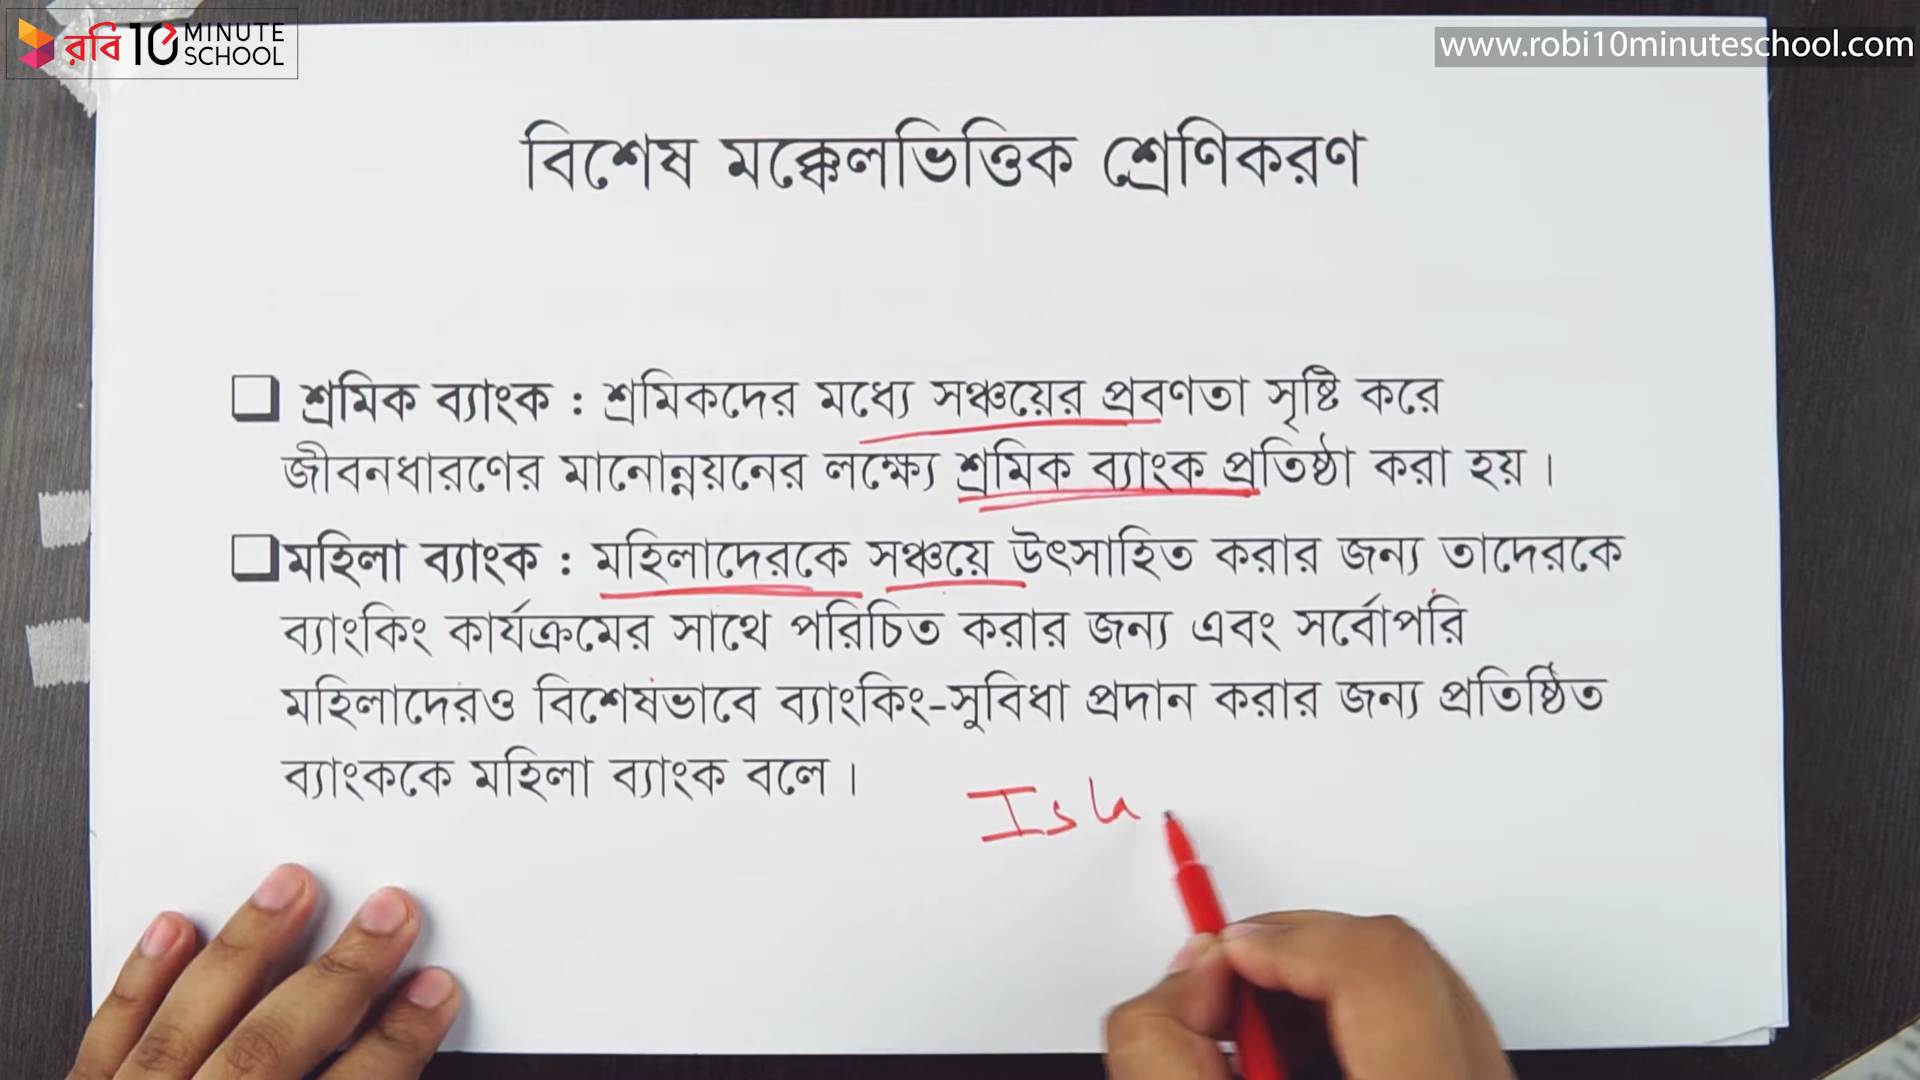 রবি 10 MINUTE SCHOOL
www.robi10minuteschool.com
বিশেষ মক্কেলভিত্তিক শ্রেণিকরণ
শ্রমিক ব্যাংক : শ্রমিকদের মধ্যে সঞ্চয়ের প্রবণতা সৃষ্টি করে
জীবনধারণের মানোন্নয়নের লক্ষ্যে শ্রমিক ব্যাংক প্রতিষ্ঠা করা হয় ।
মহিলা ব্যাংক : মহিলাদেরকে সঞ্চয়ে উৎসাহিত করার জন্য তাদেরকে
ব্যাংকিং কার্যক্রমের সাথে পরিচিত করার জন্য এবং সর্বোপরি
মহিলাদেরও বিশেষভাবে ব্যাংকিং-সুবিধা প্রদান করার জন্য প্রতিষ্ঠিত
ব্যাংককে মহিলা ব্যাংক বলে ।